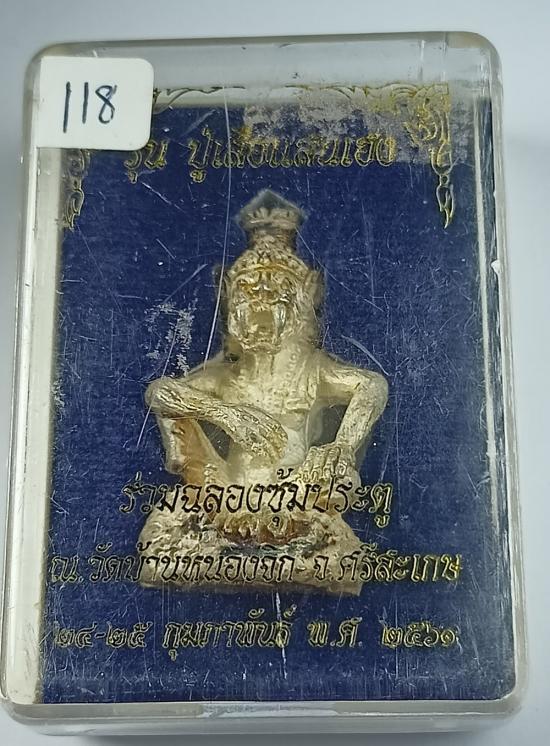 118
รุ่น ปู่เสือแสนเฮง
ร่วมฉลองซุ้มประตู
ณ.วัดบ้านหนองจิก จ.ศรีสะเกษ
๒๔-๒๕ กุมภาพันธ์ พ.ศ. ๒๕๖๑